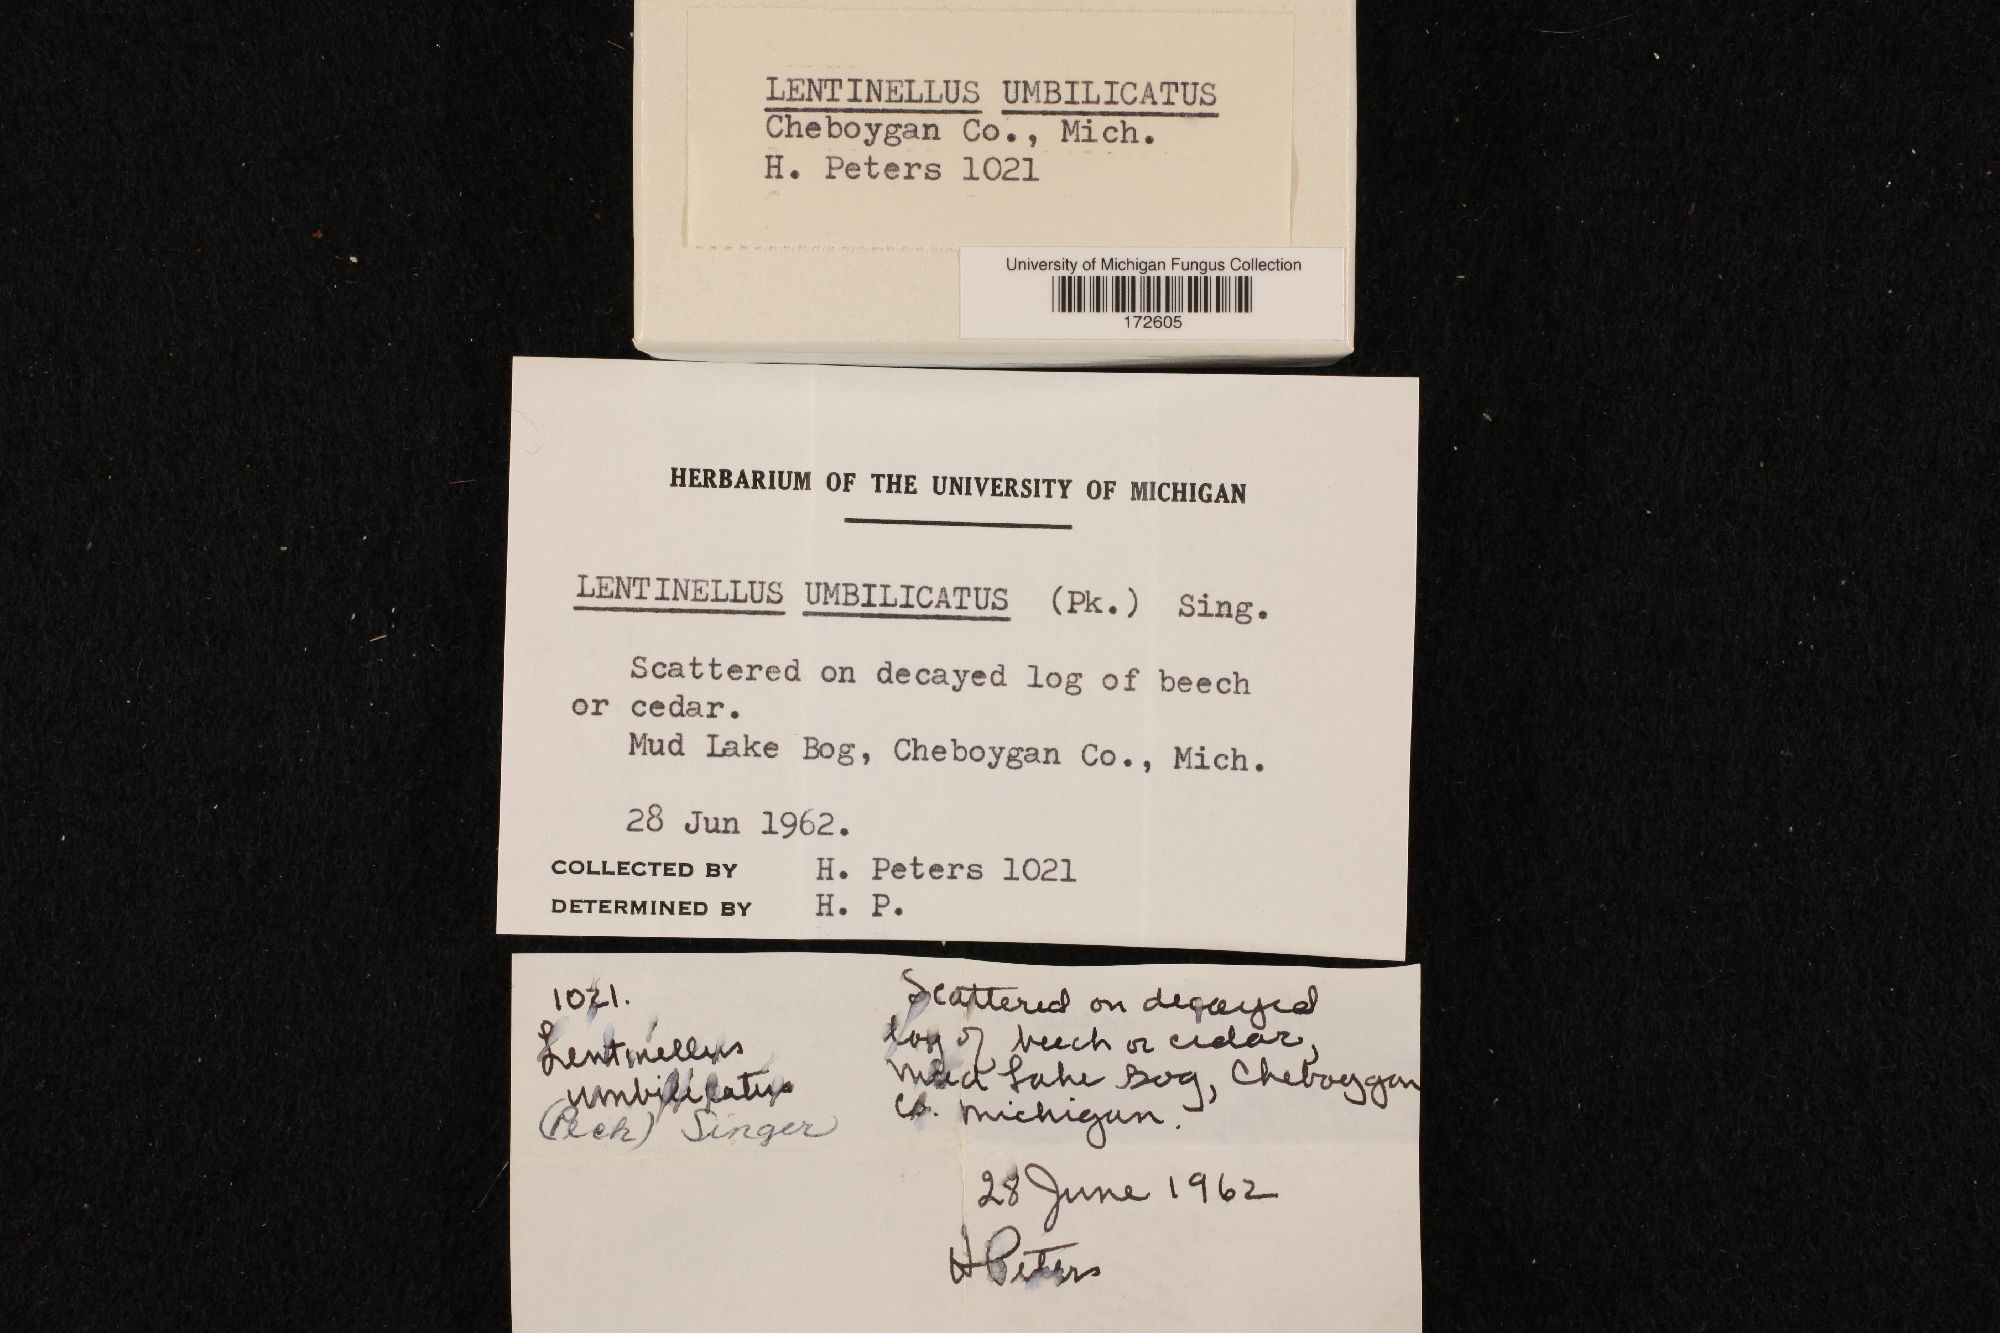 LENTINELLUS UMBILICATUS
Cheboygan Co., Mich.
H. Peters 1021
University of Michigan Fungus Collection
172605
HERBARIUM OF THE UNIVERSITY OF MICHIGAN
LENTINELLUS UMBILICATUS (Pk.) Sing.
Scattered on decayed log of beech
or cedar.
Mud Lake Bog, Cheboygan Co., Mich.
28 Jun 1962.
COLLECTED BY H. Peters 1021
DETERMINED BY H. P.
1021.
Lentinellus
umbilicatus
(Peck) Singer
Scattered on decayed
log of beech or cedar,
Mud Lake Bog, Cheboygan
Co. Michigan.
28 June 1962
H Peters